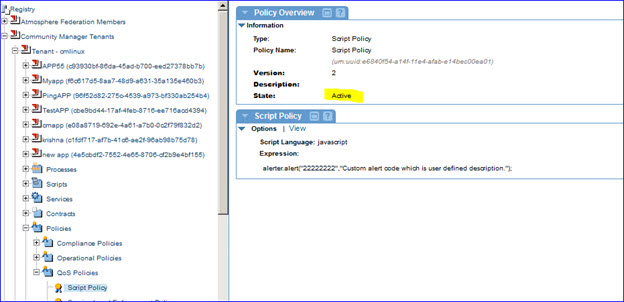 Registry
Atmosphere Federation Members
Community Manager Tenants
Tenant - cmlinux
APP55 (c93930bf-86da-45ad-b700-eed27378bb7b)
Myapp (f6c617d5-8aa7-48d9-a631-35a135e460b3)
PingAPP (96f52d82-275c-4539-a973-bf330ab254b4)
TestAPP (cbe9bd44-17af-4feb-8716-ee716acd4394)
cmapp (e08a8719-692e-4a61-a7b0-0c2f79f832d2)
krishna (c1fdf717-af7b-41c6-ae2f-96ab98b75d78)
new app (4e5cbdf2-7552-4e65-8706-cf2b9e4bf155)
Processes
Scripts
Services
Contracts
Policies
Compliance Policies
Operational Policies
QoS Policies
Script Policy
Policy Overview
Information
Type: Script Policy
Policy Name: Script Policy
(urn:uuid:e6840f54-a14f-11e4-afab-e14bec00ea01)
Version: 2
Description:
State: Active
Script Policy
Options | View
Script Language: javascript
Expression:
alerter.alert("22222222","Custom alert code which is user defined description.");